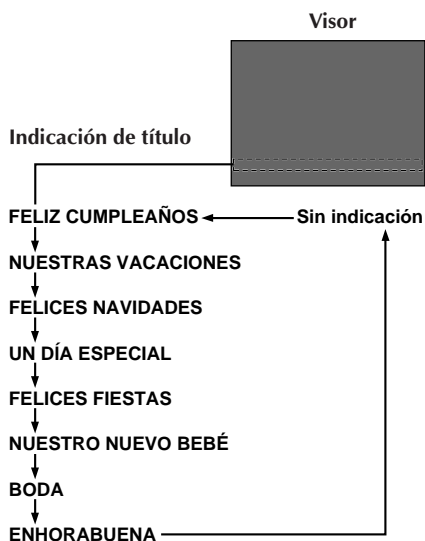 Visor
Indicación de título
FELIZ CUMPLEAÑOS
Sin indicación
NUESTRAS VACACIONES
FELICES NAVIDADES
UN DÍA ESPECIAL
FELICES FIESTAS
NUESTRO NUEVO BEBÉ
BODA
ENHORABUENA